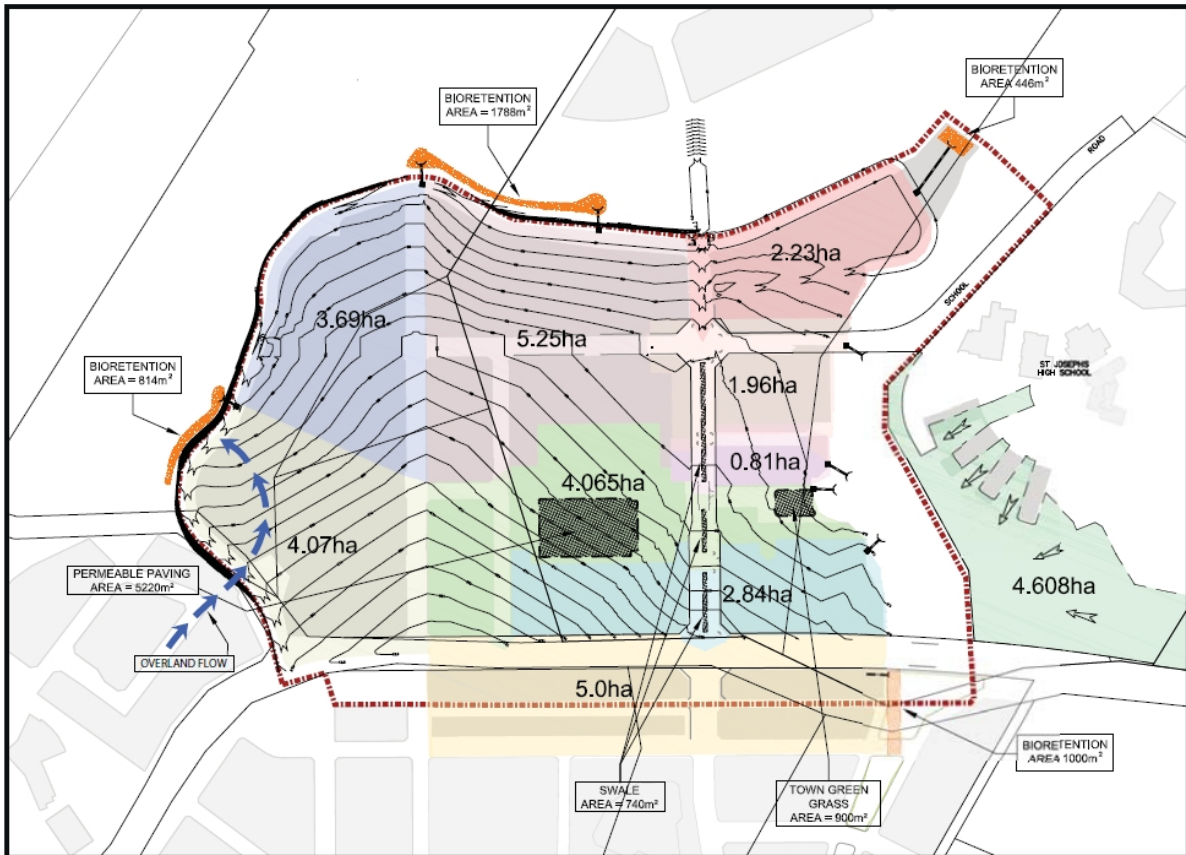 BIORETENTION
AREA 446m²
BIORETENTION
AREA = 1788m²
ROAD
SCHOOL
2.23ha
3.69ha
5.25ha
ST JOSEPHS
HIGH SCHOOL
BIORETENTION
AREA = 814m²
1.96ha
0.81ha
4.065ha
4.07ha
PERMEABLE PAVING
AREA = 5220m²
2.84ha
4.608ha
OVERLAND FLOW
5.0ha
BIORETENTION
AREA 1000m²
SWALE
AREA = 740m²
TOWN GREEN
GRASS
AREA = 900m²